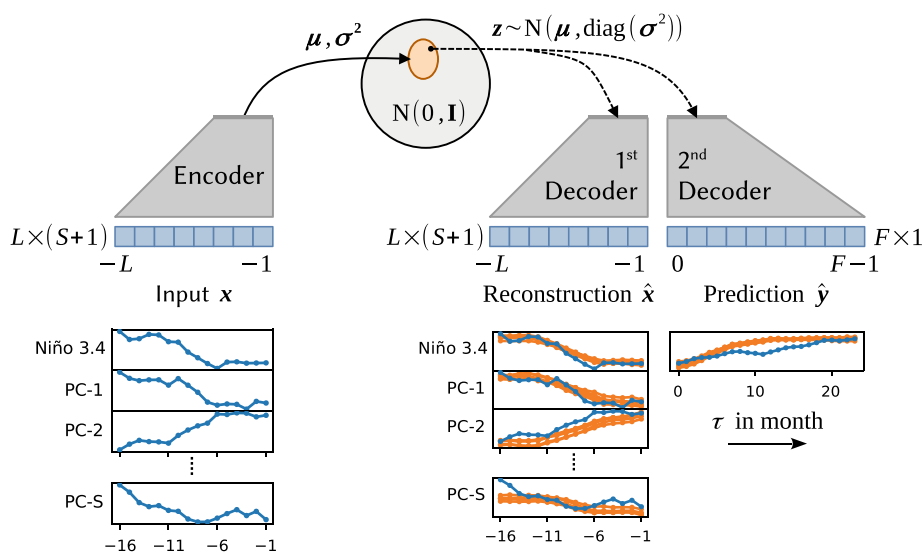 μ, σ²
z ~ N(μ, diag(σ²))
N(0, I)
Encoder
1st
Decoder
2nd
Decoder
L×(S+1)
L×(S+1)
F×1
−L
−1
−L
−1
0
F−1
Input x
Reconstruction x̂
Prediction ŷ
Niño 3.4
PC-1
PC-2
PC-S
−16
−11
−6
−1
Niño 3.4
PC-1
PC-2
PC-S
−16
−11
−6
−1
0
10
20
τ in month